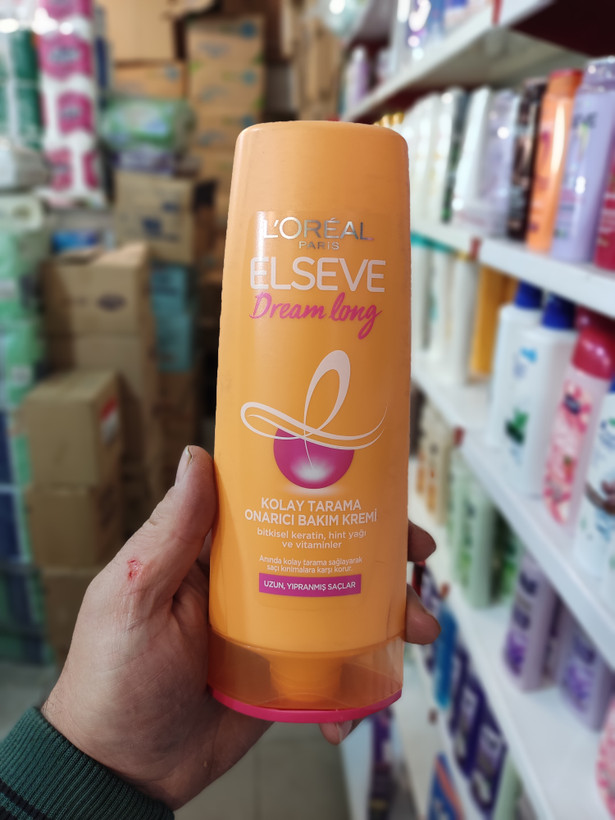 L'ORÉAL
PARIS
ELSEVE
Dream long
KOLAY TARAMA
ONARICI BAKIM KREMİ
bitkisel keratin, hint yağı
ve vitaminler
Anında kolay tarama sağlayarak
saçı kırılmalara karşı korur.
UZUN, YIPRANMIŞ SAÇLAR